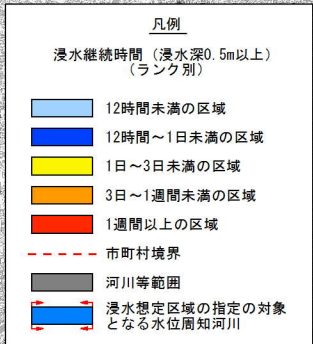 凡例
浸水継続時間（浸水深0.5m以上）
（ランク別）
12時間未満の区域
12時間～1日未満の区域
1日～3日未満の区域
3日～1週間未満の区域
1週間以上の区域
市町村境界
河川等範囲
浸水想定区域の指定の対象
となる水位周知河川